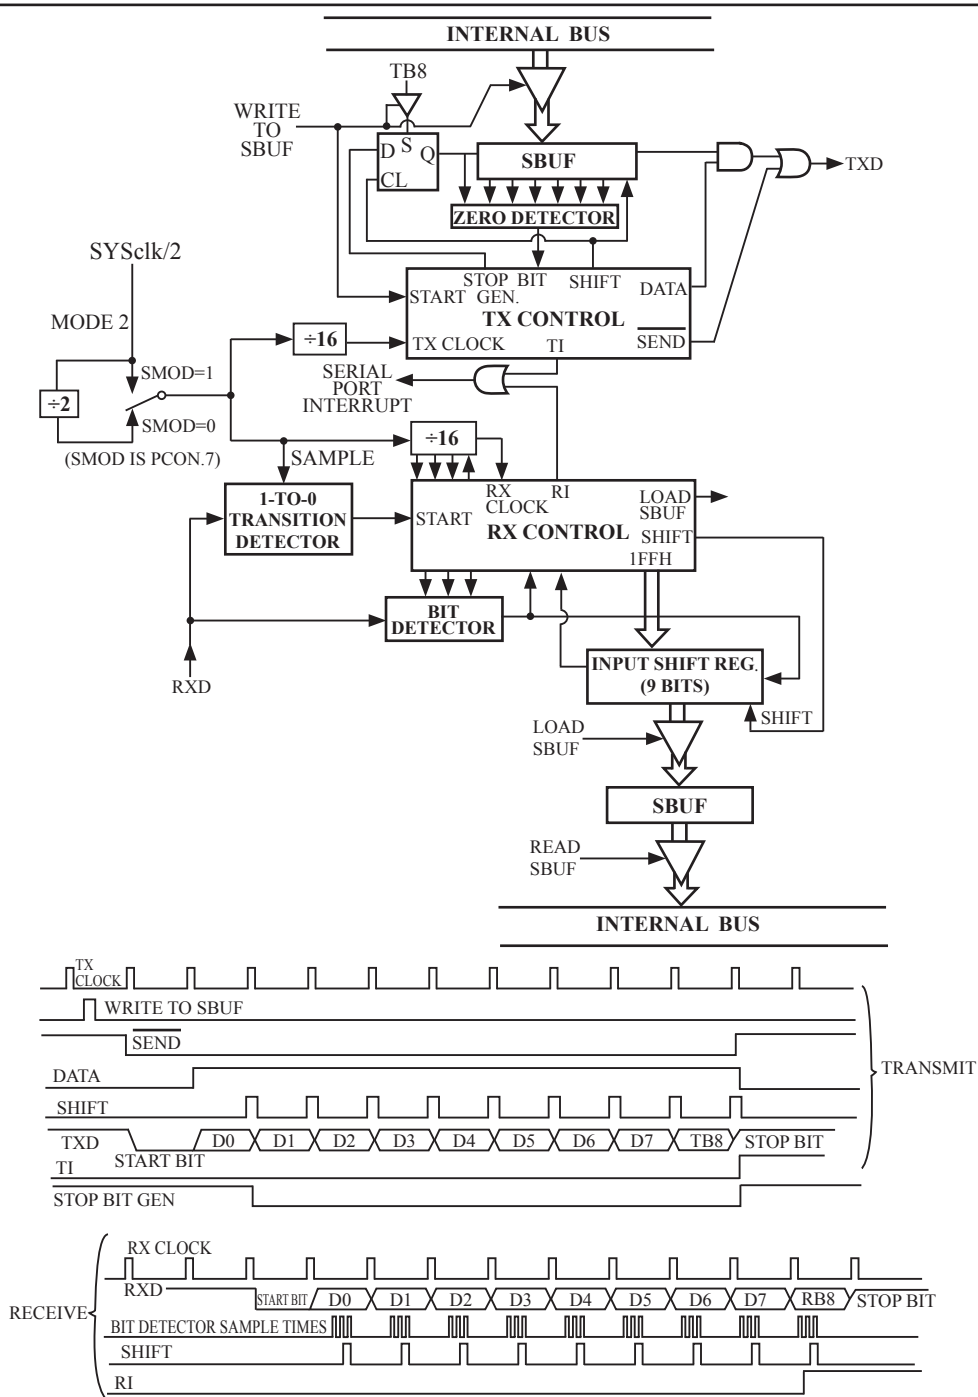 INTERNAL BUS
TB8
WRITE
TO
SBUF
D S Q
CL
SBUF
TXD
ZERO DETECTOR
SYSclk/2
MODE 2
STOP BIT
GEN.
SHIFT
DATA
START
TX CONTROL
÷16
TX CLOCK
TI
SEND
SMOD=1
÷2
SMOD=0
(SMOD IS PCON.7)
SERIAL
PORT
INTERRUPT
÷16
SAMPLE
1-TO-0
TRANSITION
DETECTOR
START
RX
CLOCK
RI
LOAD
SBUF
RX CONTROL
SHIFT
1FFH
BIT
DETECTOR
RXD
INPUT SHIFT REG.
(9 BITS)
SHIFT
LOAD
SBUF
SBUF
READ
SBUF
INTERNAL BUS
TX
CLOCK
WRITE TO SBUF
SEND
DATA
SHIFT
TXD
START BIT
D0 D1 D2 D3 D4 D5 D6 D7 TB8 STOP BIT
TI
STOP BIT GEN
TRANSMIT
RX CLOCK
RXD
START BIT D0 D1 D2 D3 D4 D5 D6 D7 RB8 STOP BIT
RECEIVE
BIT DETECTOR SAMPLE TIMES
SHIFT
RI